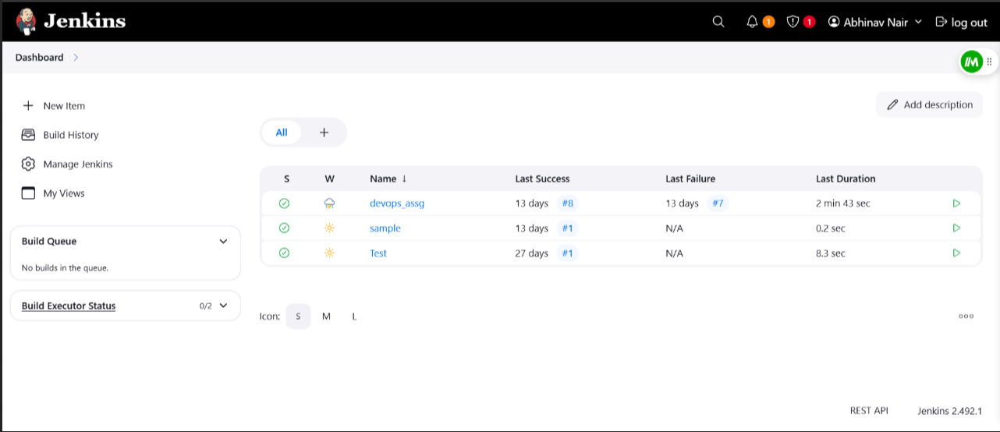 Jenkins
1 1 Abhinav Nair log out
Dashboard
New Item
Build History
Manage Jenkins
My Views
Build Queue
No builds in the queue.
Build Executor Status 0/2
Add description
All +
S W Name ↓ Last Success Last Failure Last Duration
devops_assg 13 days #8 13 days #7 2 min 43 sec
sample 13 days #1 N/A 0.2 sec
Test 27 days #1 N/A 8.3 sec
Icon: S M L
REST API Jenkins 2.492.1